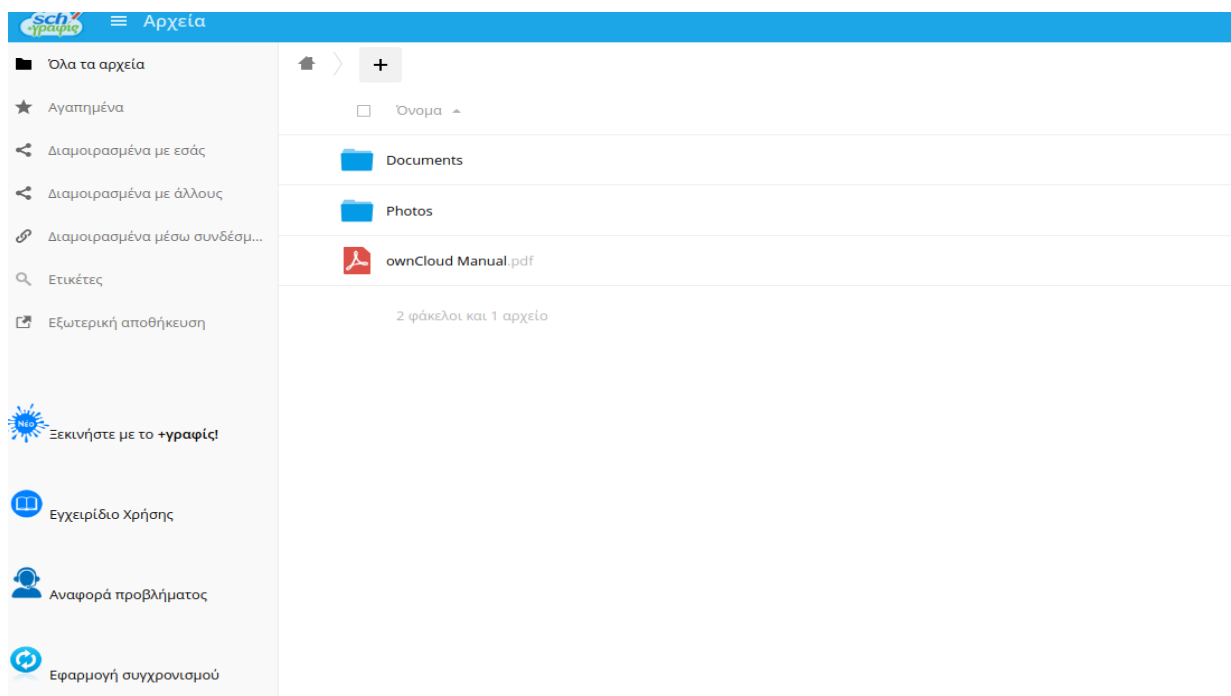 sch
+γραφίς
Αρχεία
Όλα τα αρχεία
Αγαπημένα
Διαμοιρασμένα με εσάς
Διαμοιρασμένα με άλλους
Διαμοιρασμένα μέσω συνδέσμ...
Ετικέτες
Εξωτερική αποθήκευση
Νέο
Ξεκινήστε με το +γραφίς!
Εγχειρίδιο Χρήσης
Αναφορά προβλήματος
Εφαρμογή συγχρονισμού
+
Όνομα
Documents
Photos
ownCloud Manual.pdf
2 φάκελοι και 1 αρχείο